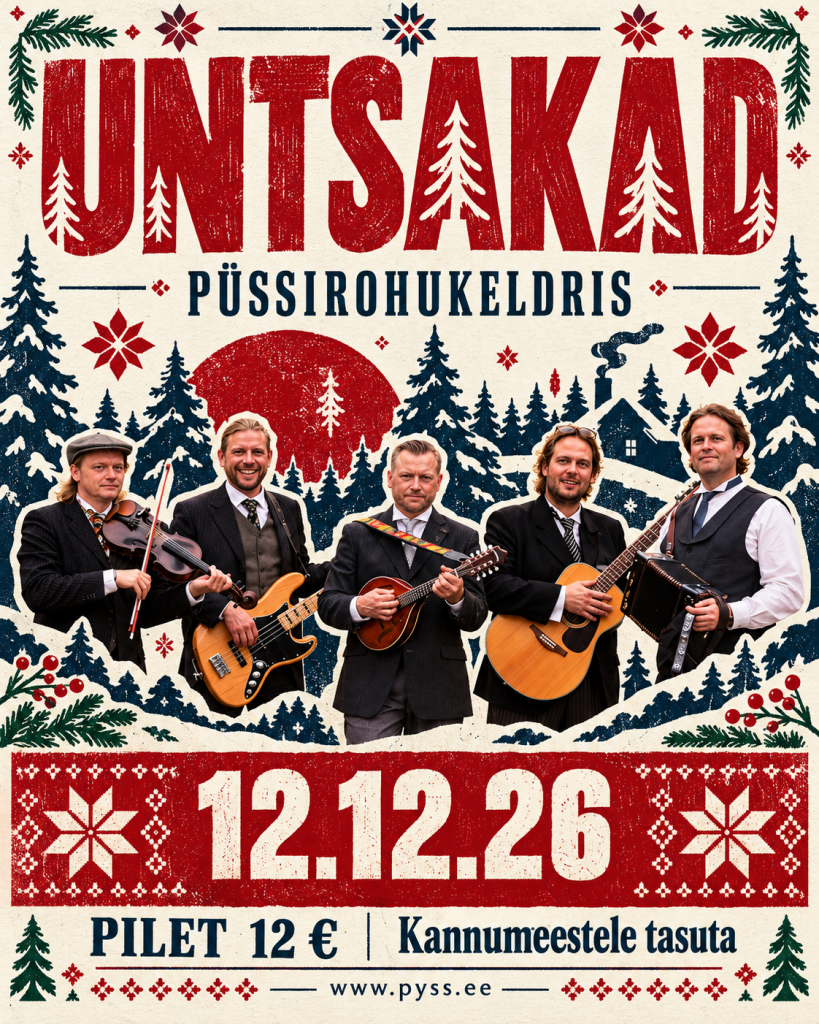 UNTSAKAD
PÜSSIROHUKELDRIS
12.12.26
PILET 12 € | Kannumeestele tasuta
www.pyss.ee